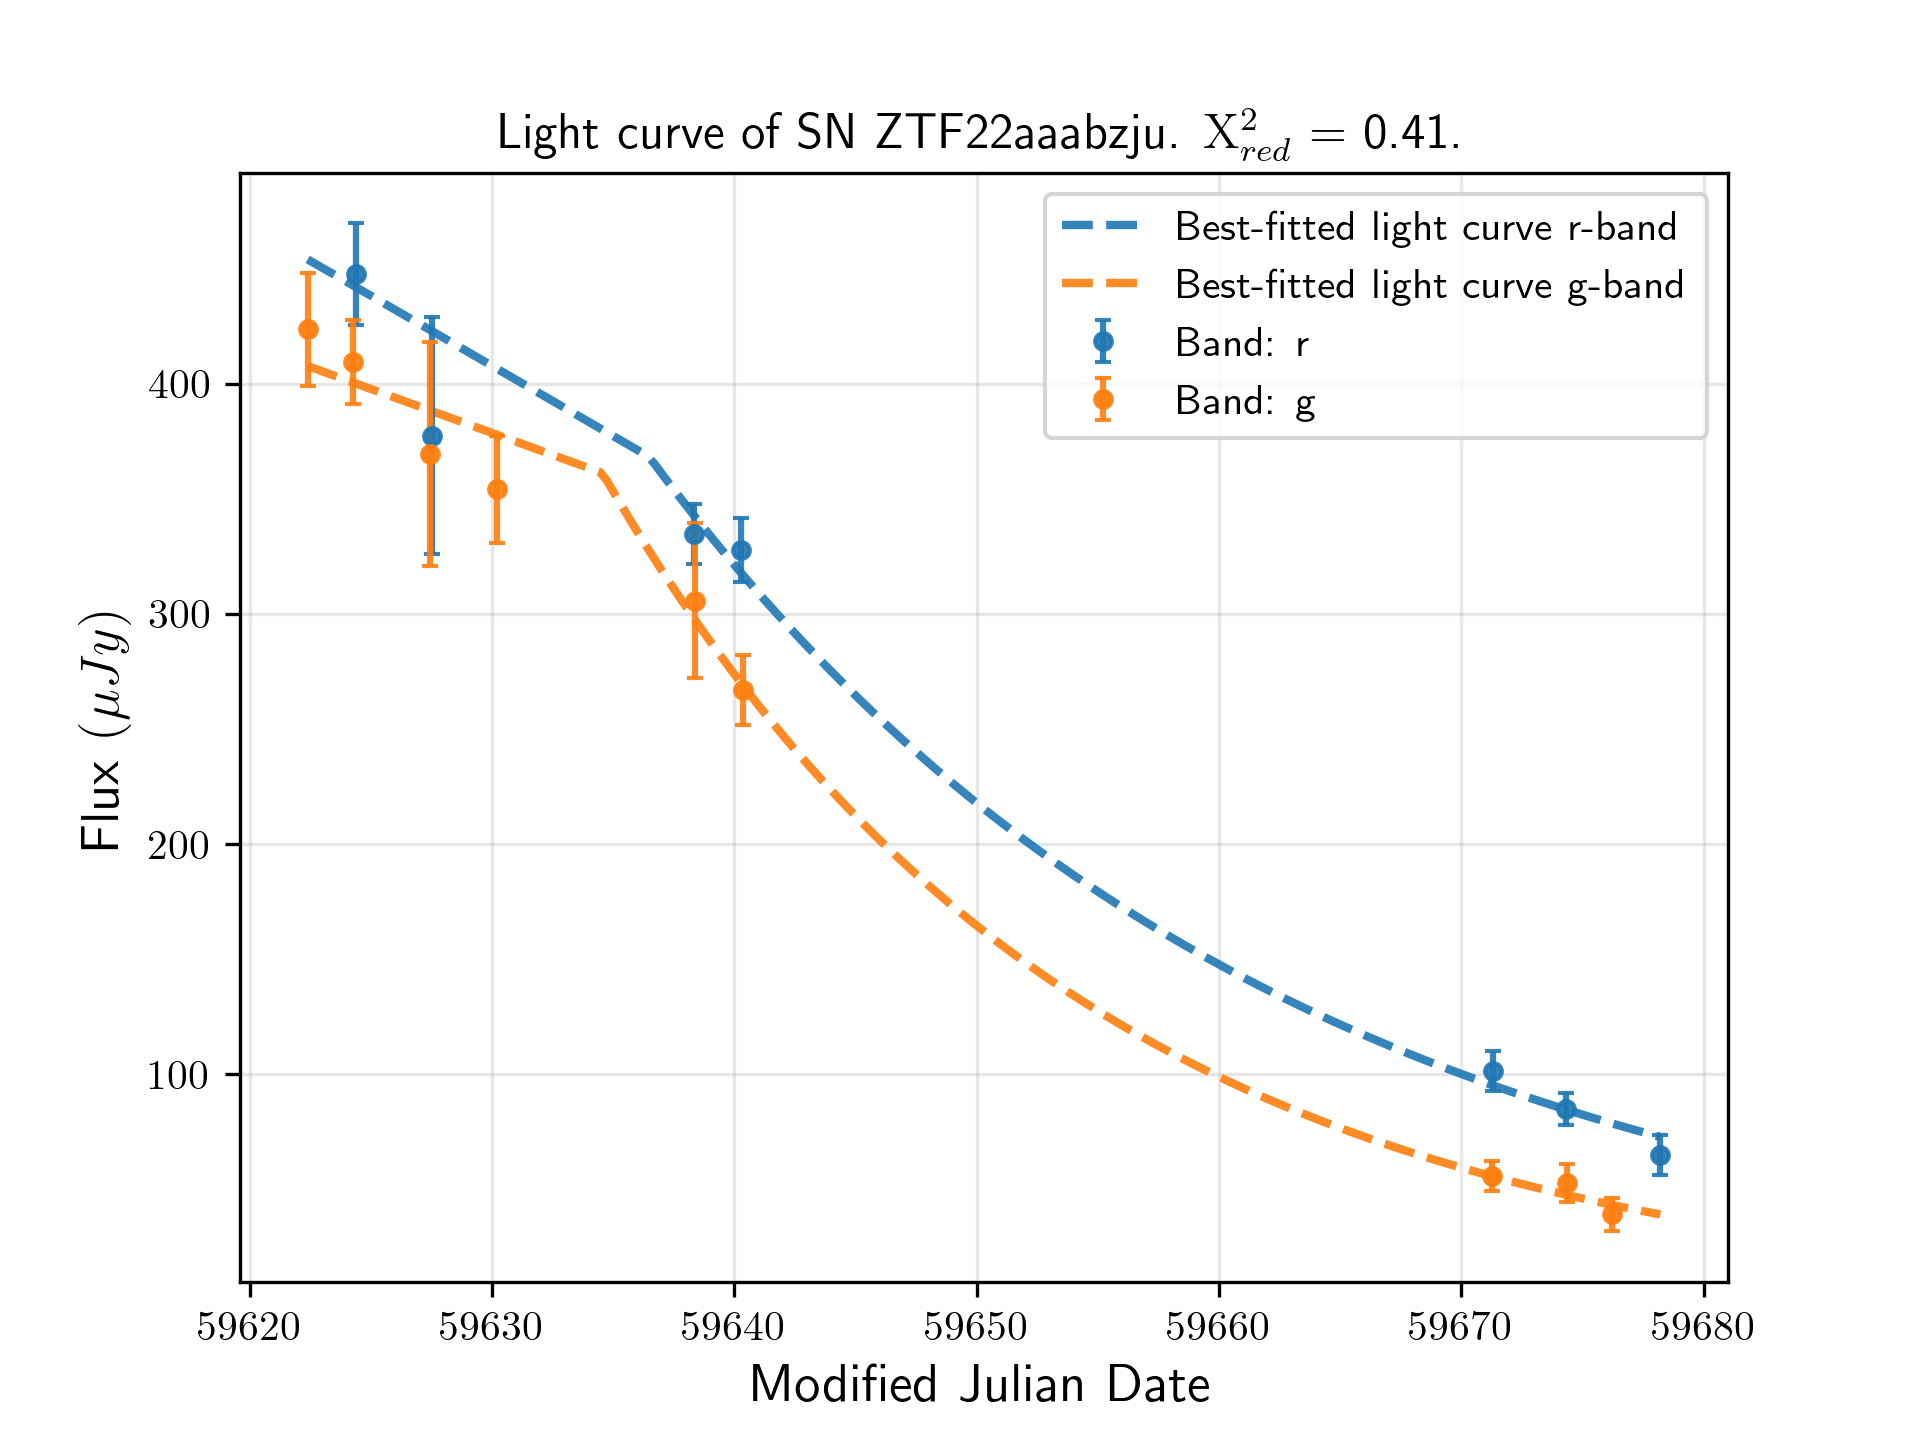 Light curve of SN ZTF22aaabzju. X²_red = 0.41.
Best-fitted light curve r-band
Best-fitted light curve g-band
Band: r
Band: g
Flux (μJy)
400
300
200
100
59620 59630 59640 59650 59660 59670 59680
Modified Julian Date